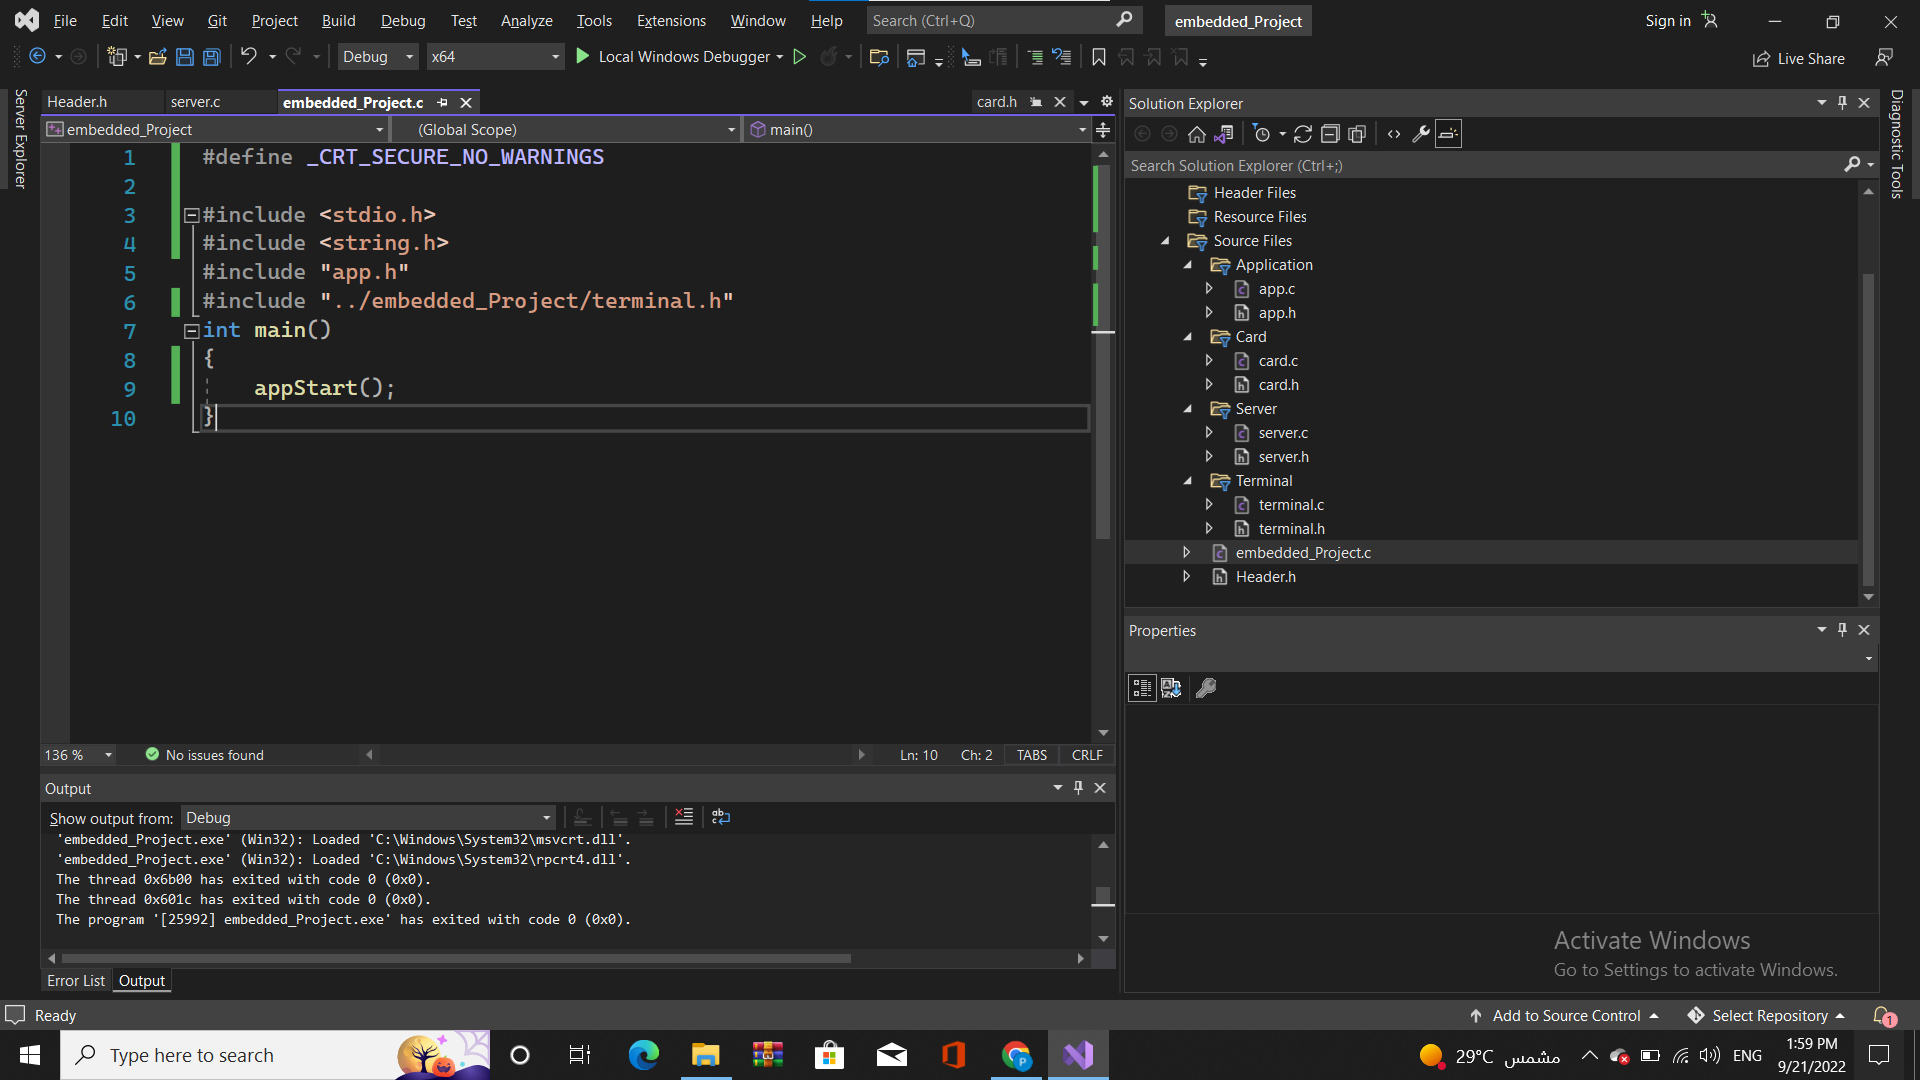 File Edit View Git Project Build Debug Test Analyze Tools Extensions Window Help Search (Ctrl+Q) embedded_Project Sign in
Debug x64 Local Windows Debugger Live Share
Server Explorer
Header.h server.c embedded_Project.c card.h
embedded_Project (Global Scope) main()
1 #define _CRT_SECURE_NO_WARNINGS
2
3 #include <stdio.h>
4 #include <string.h>
5 #include "app.h"
6 #include "../embedded_Project/terminal.h"
7 int main()
8 {
9 appStart();
10 }
136 % No issues found Ln: 10 Ch: 2 TABS CRLF
Output
Show output from: Debug
'embedded_Project.exe' (Win32): Loaded 'C:\Windows\System32\msvcrt.dll'.
'embedded_Project.exe' (Win32): Loaded 'C:\Windows\System32\rpcrt4.dll'.
The thread 0x6b00 has exited with code 0 (0x0).
The thread 0x601c has exited with code 0 (0x0).
The program '[25992] embedded_Project.exe' has exited with code 0 (0x0).
Error List Output
Solution Explorer
Search Solution Explorer (Ctrl+;)
Header Files
Resource Files
Source Files
Application
app.c
app.h
Card
card.c
card.h
Server
server.c
server.h
Terminal
terminal.c
terminal.h
embedded_Project.c
Header.h
Properties
Diagnostic Tools
Activate Windows
Go to Settings to activate Windows.
Ready Add to Source Control Select Repository 1
Type here to search 29°C مشمس ENG 1:59 PM
9/21/2022